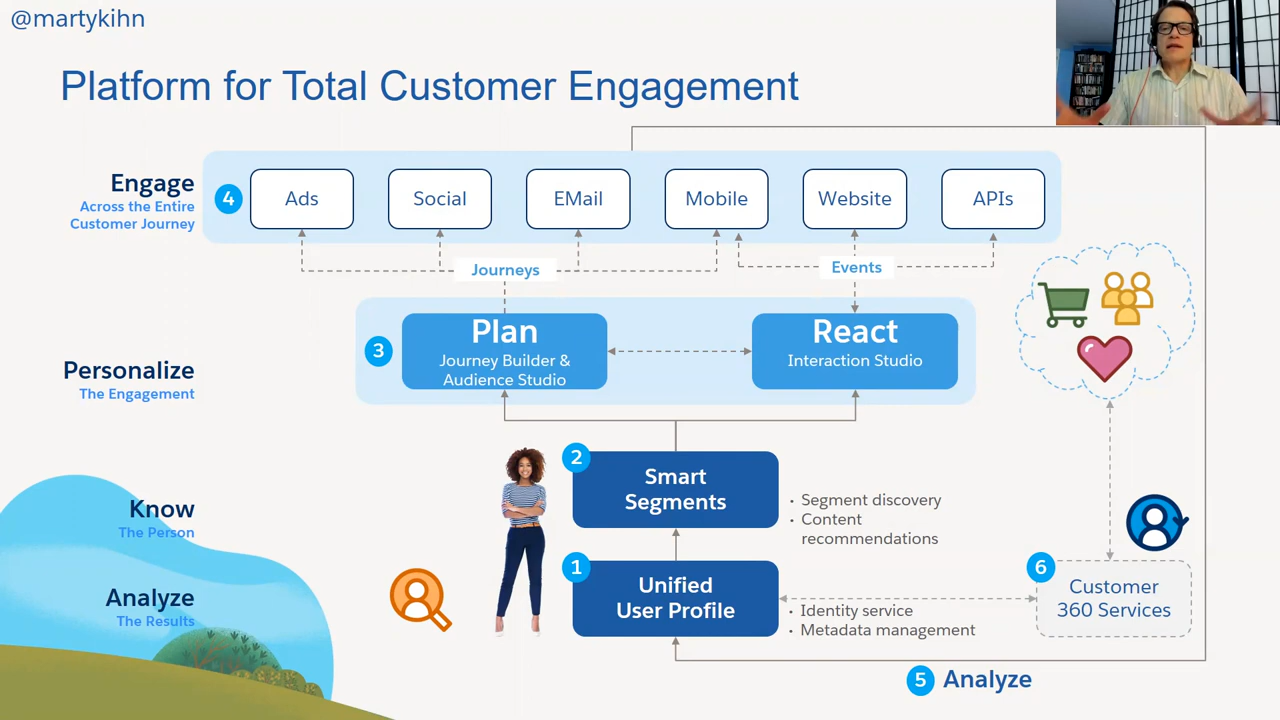 @martykihn
Platform for Total Customer Engagement
Engage
Across the Entire
Customer Journey
4
Ads
Social
EMail
Mobile
Website
APIs
Journeys
Events
Personalize
The Engagement
3
Plan
Journey Builder &
Audience Studio
React
Interaction Studio
Know
The Person
2
Smart
Segments
• Segment discovery
• Content
recommendations
Analyze
The Results
1
Unified
User Profile
• Identity service
• Metadata management
6
Customer
360 Services
5 Analyze